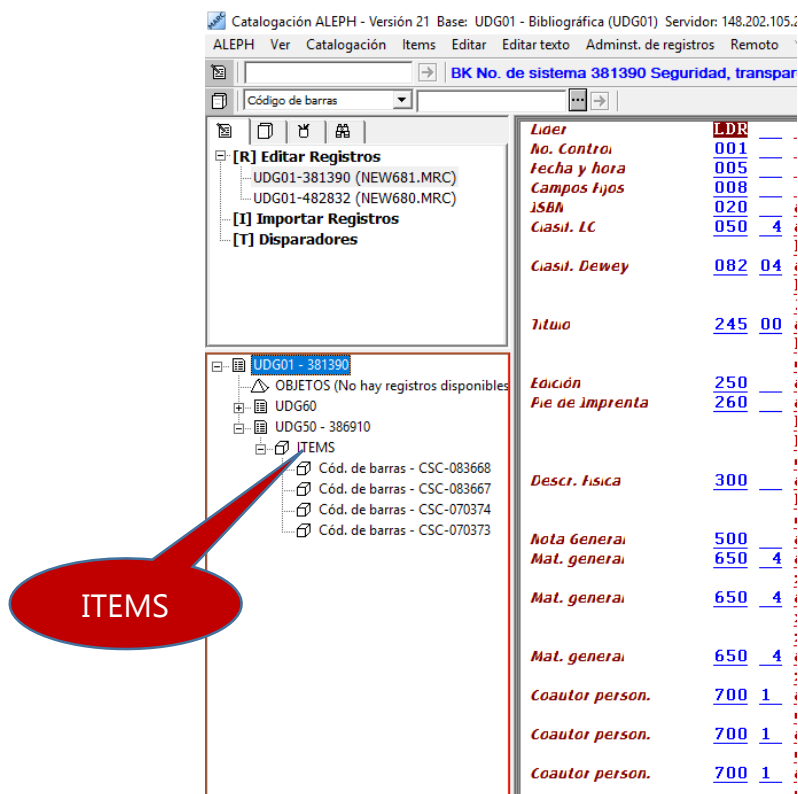 Catalogación ALEPH - Versión 21 Base: UDG01 - Bibliográfica (UDG01) Servidor: 148.202.105.
ALEPH Ver Catalogación Items Editar Editar texto Adminst. de registros Remoto
BK No. de sistema 381390 Seguridad, transpar
Código de barras
[R] Editar Registros
UDG01-381390 (NEW681.MRC)
UDG01-482832 (NEW680.MRC)
[I] Importar Registros
[T] Disparadores
UDG01 - 381390
OBJETOS (No hay registros disponibles
UDG60
UDG50 - 386910
ITEMS
Cód. de barras - CSC-083668
Cód. de barras - CSC-083667
Cód. de barras - CSC-070374
Cód. de barras - CSC-070373
ITEMS
Líder LDR
No. Control 001
Fecha y hora 005
Campos Fijos 008
ISBN 020
Clasif. LC 050 4
Clasif. Dewey 082 04
Título 245 00
Edición 250
Pie de Imprenta 260
Descr. Física 300
Nota General 500
Mat. general 650 4
Mat. general 650 4
Mat. general 650 4
Coautor person. 700 1
Coautor person. 700 1
Coautor person. 700 1